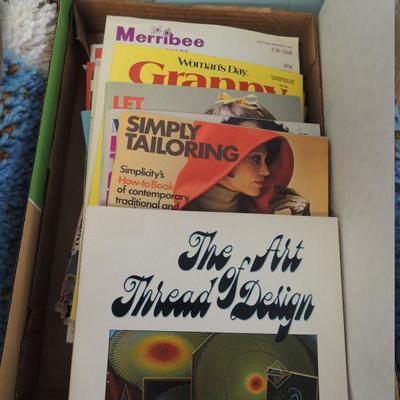 Merribee
CR-568
50¢
Woman's Day.
Granny
LET
SIMPLY
TAILORING
Simplicity's
How-to Book
of contemporary,
traditional and
The Art
of
Thread Design